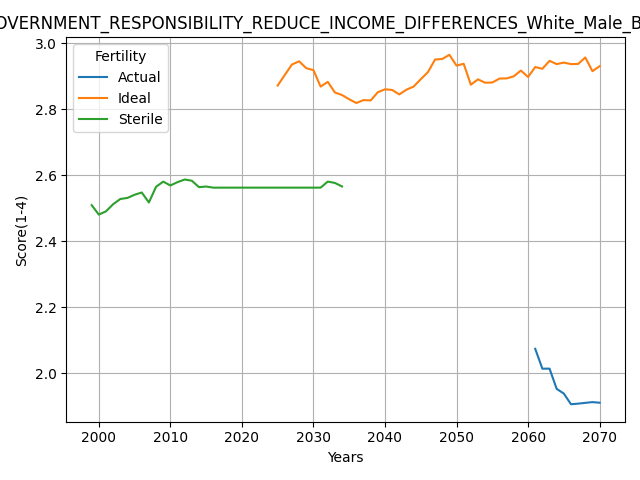 OVERNMENT_RESPONSIBILITY_REDUCE_INCOME_DIFFERENCES_White_Male_B
Fertility
Actual
Ideal
Sterile
Score(1-4)
3.0
2.8
2.6
2.4
2.2
2.0
2000 2010 2020 2030 2040 2050 2060 2070
Years